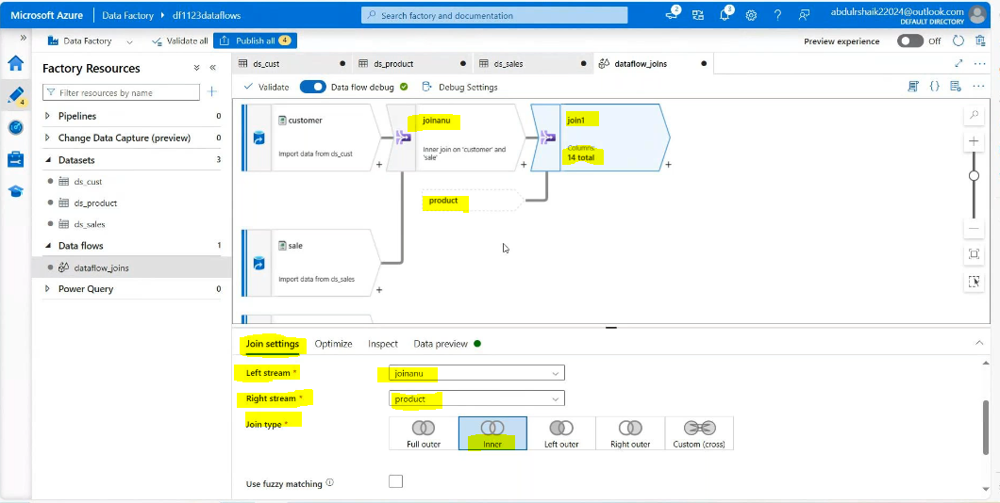 Microsoft Azure | Data Factory ▸ df1123dataflows
Search factory and documentation
2
3
abdulrshaik22024@outlook.com
DEFAULT DIRECTORY
»
Data Factory
Validate all
Publish all 4
Preview experience
Off
4
Factory Resources
Filter resources by name
Pipelines 0
Change Data Capture (preview) 0
Datasets 3
ds_cust
ds_product
ds_sales
Data flows 1
dataflow_joins
Power Query 0
ds_cust
ds_product
ds_sales
dataflow_joins
Validate
Data flow debug
Debug Settings
customer
Import data from ds_cust
joinanu
Inner join on 'customer' and
'sale'
join1
Columns:
14 total
product
sale
Import data from ds_sales
Join settings
Optimize
Inspect
Data preview
Left stream *
joinanu
Right stream *
product
Join type *
Full outer
Inner
Left outer
Right outer
Custom (cross)
Use fuzzy matching